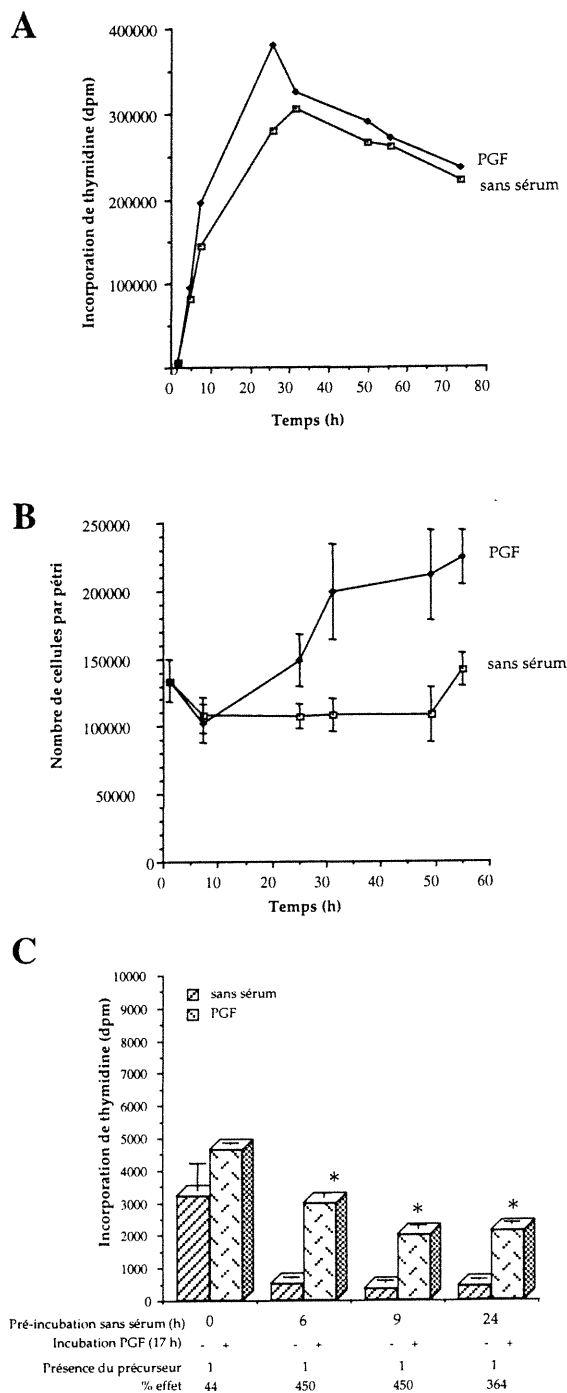 A
400000
300000
200000
100000
0
0 10 20 30 40 50 60 70 80
Incorporation de thymidine (dpm)
Temps (h)
PGF
sans sérum
B
250000
200000
150000
100000
50000
0
0 10 20 30 40 50 60
Nombre de cellules par pétri
Temps (h)
PGF
sans sérum
C
10000
9000
8000
7000
6000
5000
4000
3000
2000
1000
0
Incorporation de thymidine (dpm)
sans sérum
PGF
* * *
Pré-incubation sans sérum (h) 0 6 9 24
Incubation PGF (17 h) - + - + - + - +
Présence du précurseur 1 1 1 1
% effet 44 450 450 364